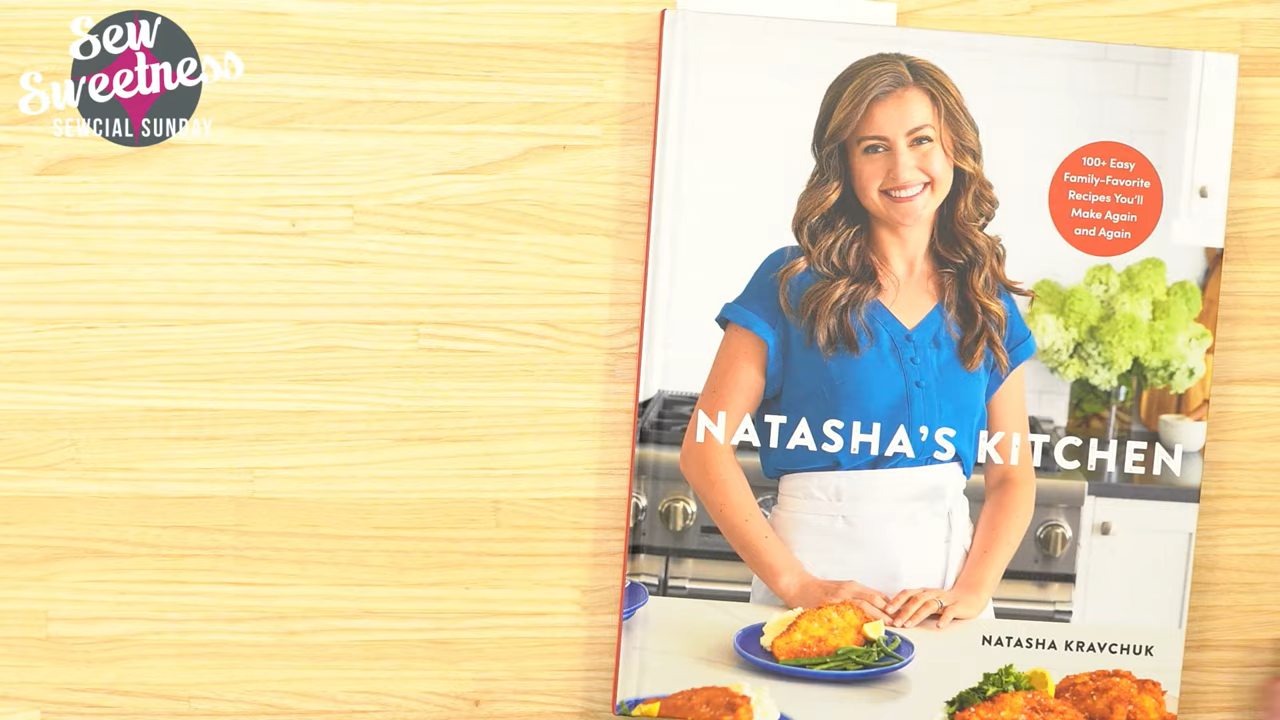 Sew
Sweetness
SEWCIAL SUNDAY
100+ Easy
Family-Favorite
Recipes You'll
Make Again
and Again
NATASHA'S KITCHEN
NATASHA KRAVCHUK